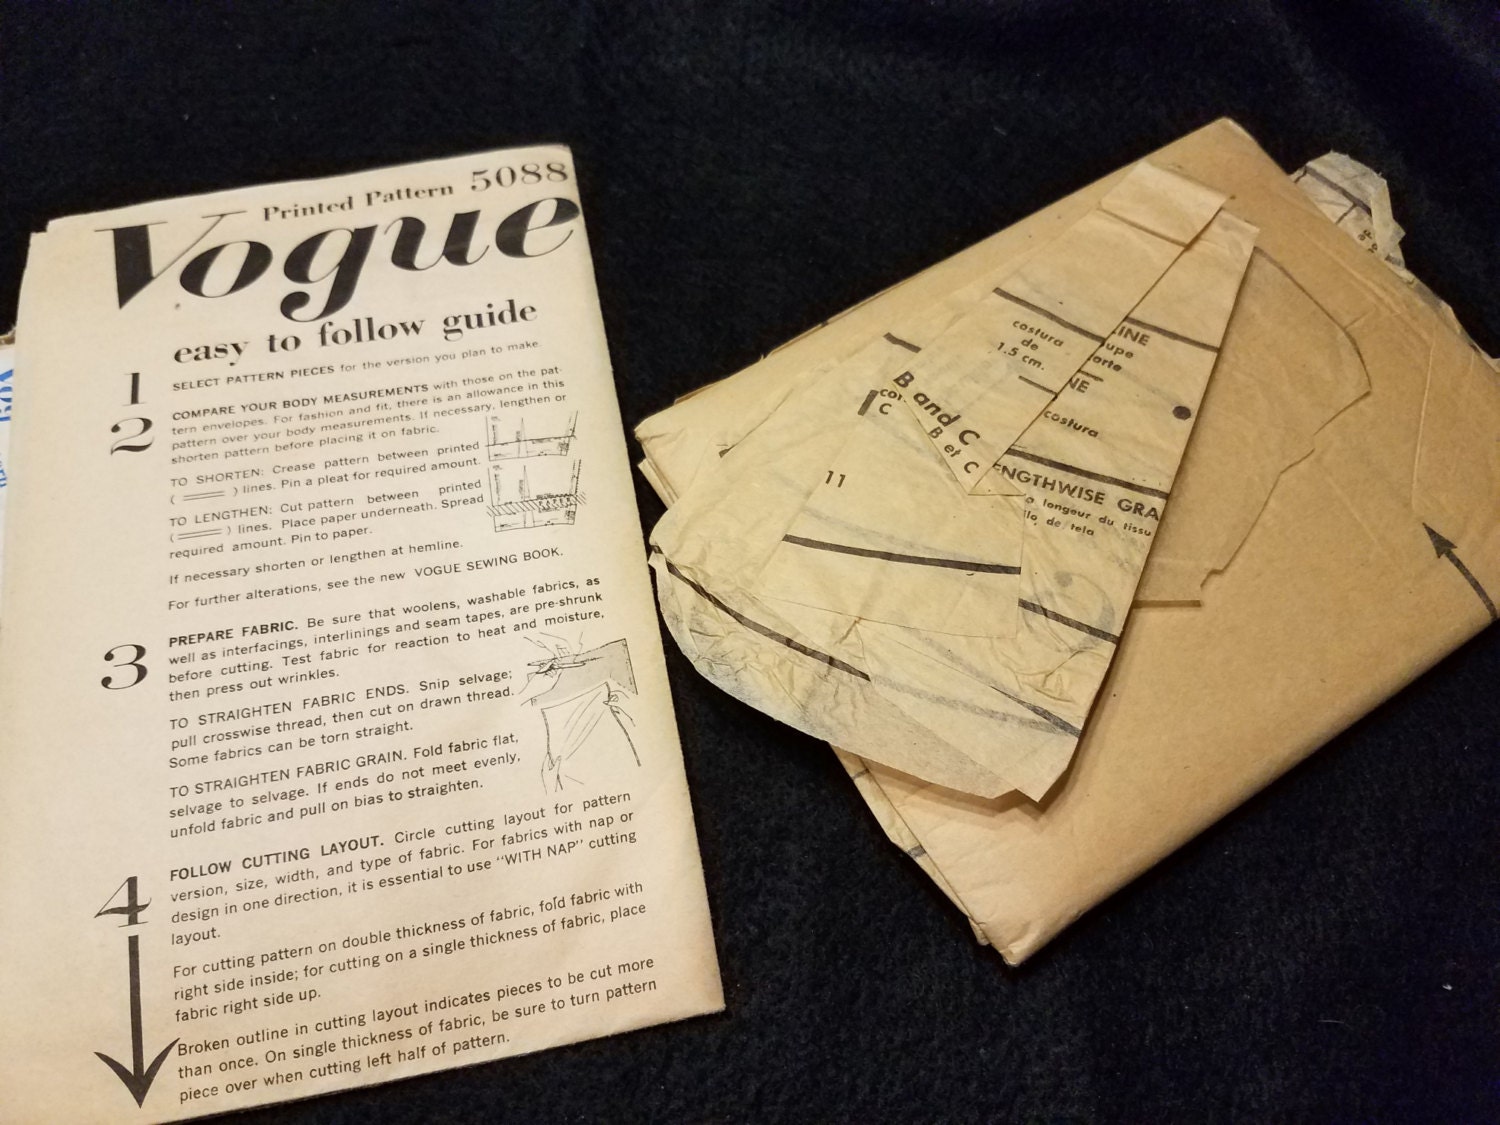 Printed Pattern 5088
Vogue
easy to follow guide
1
SELECT PATTERN PIECES for the version you plan to make.
2
COMPARE YOUR BODY MEASUREMENTS with those on the pat-
tern envelopes. For fashion and fit, there is an allowance in this
pattern over your body measurements. If necessary, lengthen or
shorten pattern before placing it on fabric.
TO SHORTEN: Crease pattern between printed
( ═══ ) lines. Pin a pleat for required amount.
TO LENGTHEN: Cut pattern between printed
( ═══ ) lines. Place paper underneath. Spread
required amount. Pin to paper.
If necessary shorten or lengthen at hemline.
For further alterations, see the new VOGUE SEWING BOOK.
3
PREPARE FABRIC. Be sure that woolens, washable fabrics, as
well as interfacings, interlinings and seam tapes, are pre-shrunk
before cutting. Test fabric for reaction to heat and moisture,
then press out wrinkles.
TO STRAIGHTEN FABRIC ENDS. Snip selvage;
pull crosswise thread, then cut on drawn thread.
Some fabrics can be torn straight.
TO STRAIGHTEN FABRIC GRAIN. Fold fabric flat,
selvage to selvage. If ends do not meet evenly,
unfold fabric and pull on bias to straighten.
4
FOLLOW CUTTING LAYOUT. Circle cutting layout for pattern
version, size, width, and type of fabric. For fabrics with nap or
design in one direction, it is essential to use "WITH NAP" cutting
layout.
For cutting pattern on double thickness of fabric, fold fabric with
right side inside; for cutting on a single thickness of fabric, place
fabric right side up.
Broken outline in cutting layout indicates pieces to be cut more
than once. On single thickness of fabric, be sure to turn pattern
piece over when cutting left half of pattern.
costura
de
1.5 cm.
LINE
upe
arte
NE
costura
B and C
C
B et C
11
ENGTHWISE GRA
longeur du tissu
ilo de tela